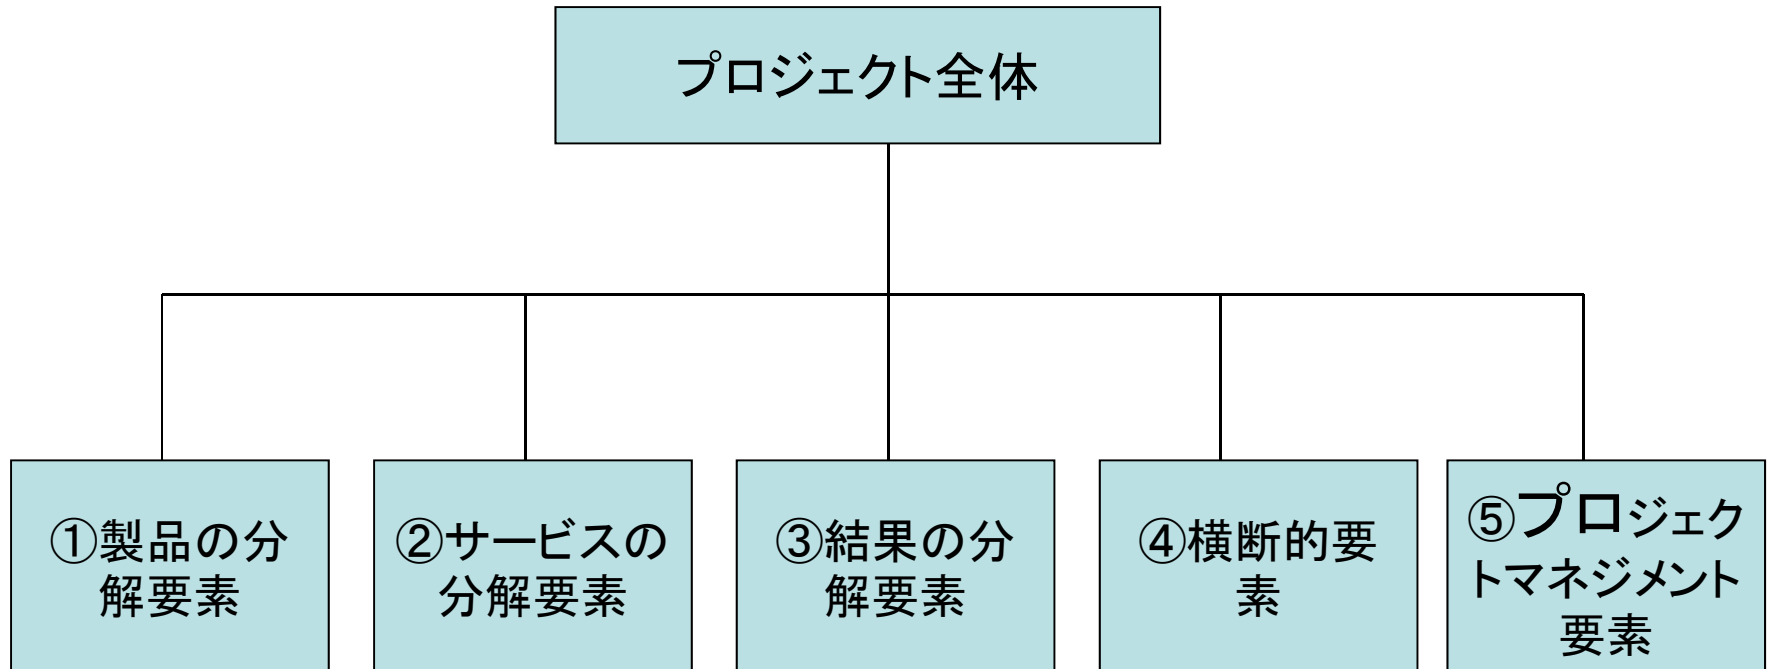 プロジェクト全体
①製品の分
解要素
②サービスの
分解要素
③結果の分
解要素
④横断的要
素
⑤プロジェク
トマネジメント
要素